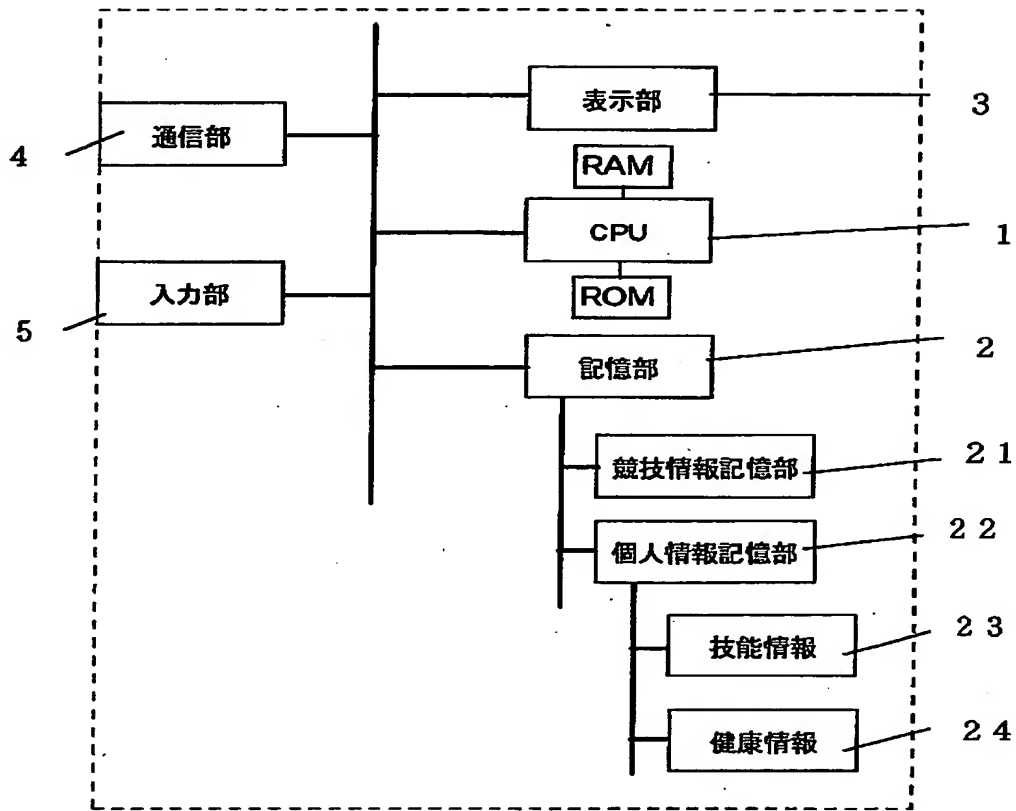 表示部
3
通信部
4
RAM
CPU
1
入力部
5
ROM
記憶部
2
競技情報記憶部
21
個人情報記憶部
22
技能情報
23
健康情報
24